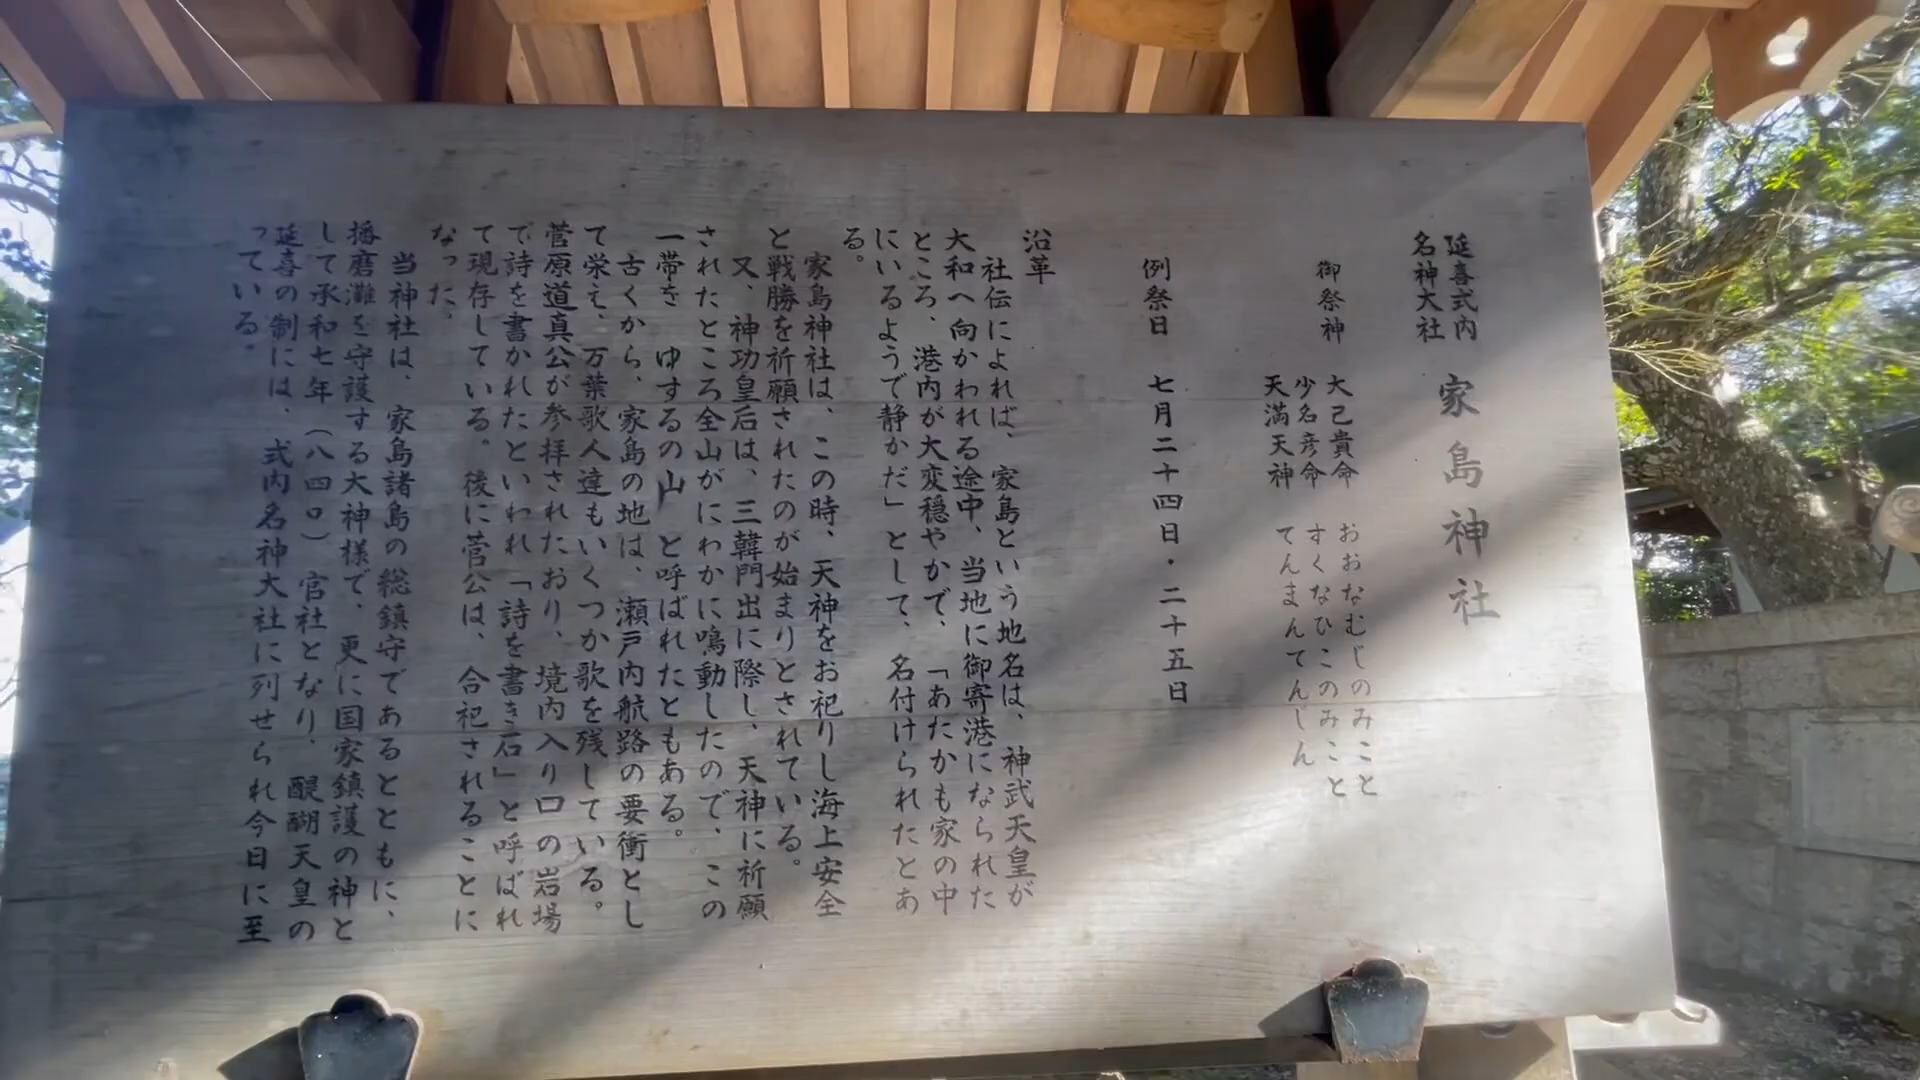 延喜式内
名神大社
家島神社
御祭神
大己貴命 おおなむじのみこと
少名彦命 すくなひこのみこと
天満天神 てんまんてんじん
例祭日 七月二十四日・二十五日
沿革
社伝によれば、家島という地名は、神武天皇が
大和へ向かわれる途中、当地に御寄港になられた
ところ、港内が大変穏やかで、「あたかも家の中
にいるようで静かだ」として、名付けられたとあ
る。
家島神社は、この時、天神をお祀りし海上安全
と戦勝を祈願されたのが始まりとされている。
又、神功皇后は、三韓門出に際し、天神に祈願
されたところ全山がにわかに鳴動したので、この
一帯を ゆするの山 と呼ばれたともある。
古くから、家島の地は、瀬戸内航路の要衝とし
て栄え、万葉歌人達もいくつか歌を残している。
菅原道真公が参拝されたおり、境内入り口の岩場
で詩を書かれたといわれ「詩を書き石」と呼ばれ
て現存している。後に菅公は、合祀されることに
なった。
当神社は、家島諸島の総鎮守であるとともに、
播磨灘を守護する大神様で、更に国家鎮護の神と
して承和七年(八四〇)官社となり、醍醐天皇の
延喜の制には、式内名神大社に列せられ今日に至
っている。